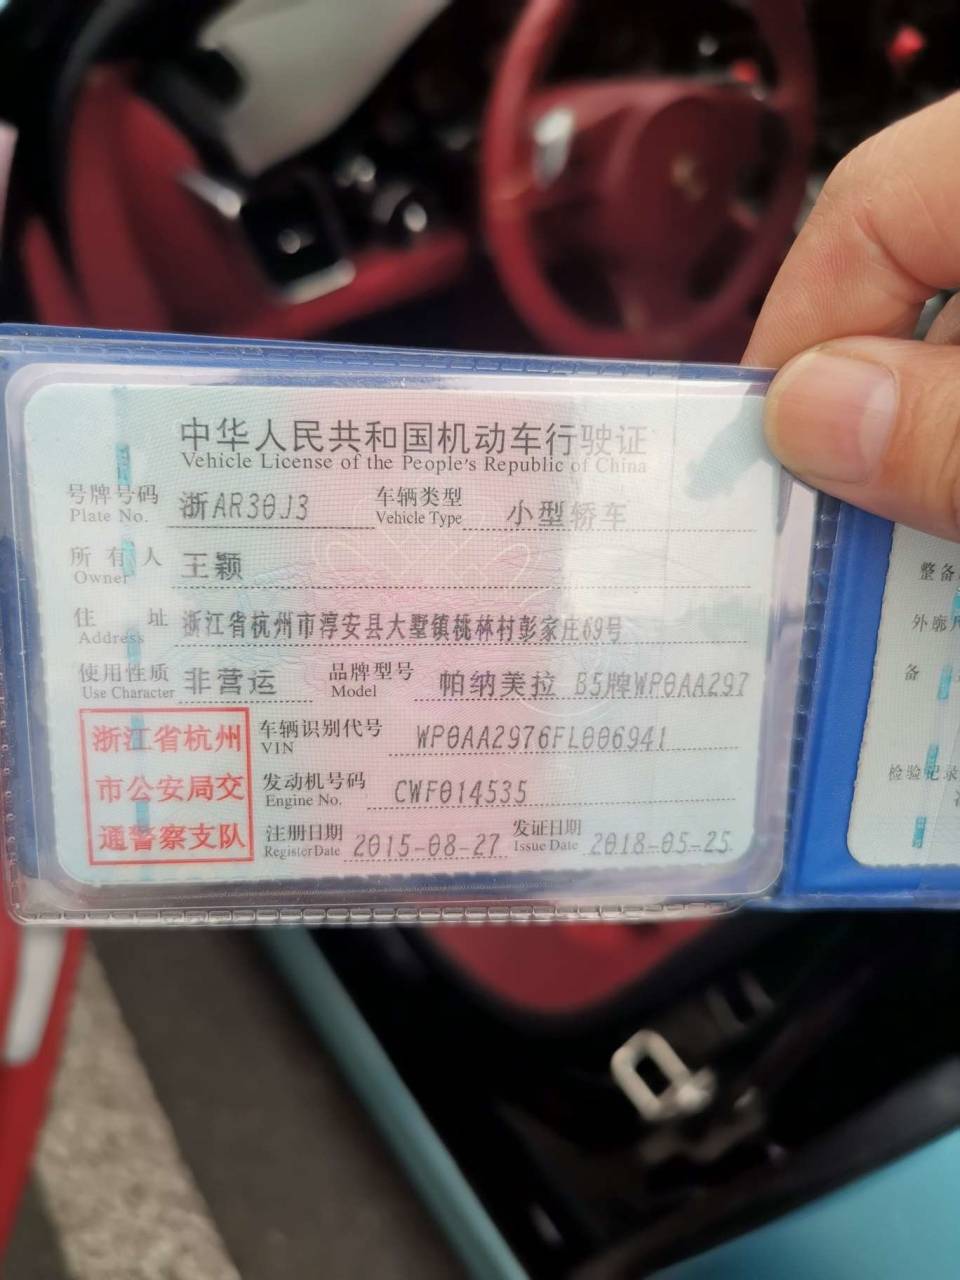 中华人民共和国机动车行驶证
Vehicle License of the People's Republic of China
号牌号码 浙AR30J3 车辆类型 小型轿车
Plate No. Vehicle Type
所有人 王颖
Owner
住址 浙江省杭州市淳安县大墅镇桃林村彭家庄69号
Address
使用性质 非营运 品牌型号 帕纳美拉 B5牌WP0AA297
Use Character Model
浙江省杭州
市公安局交
通警察支队
车辆识别代号 WP0AA2976FL006941
VIN
发动机号码 CWF014535
Engine No.
注册日期 2015-08-27 发证日期 2018-05-25
Register Date Issue Date
整备
外廓
备
检验记录